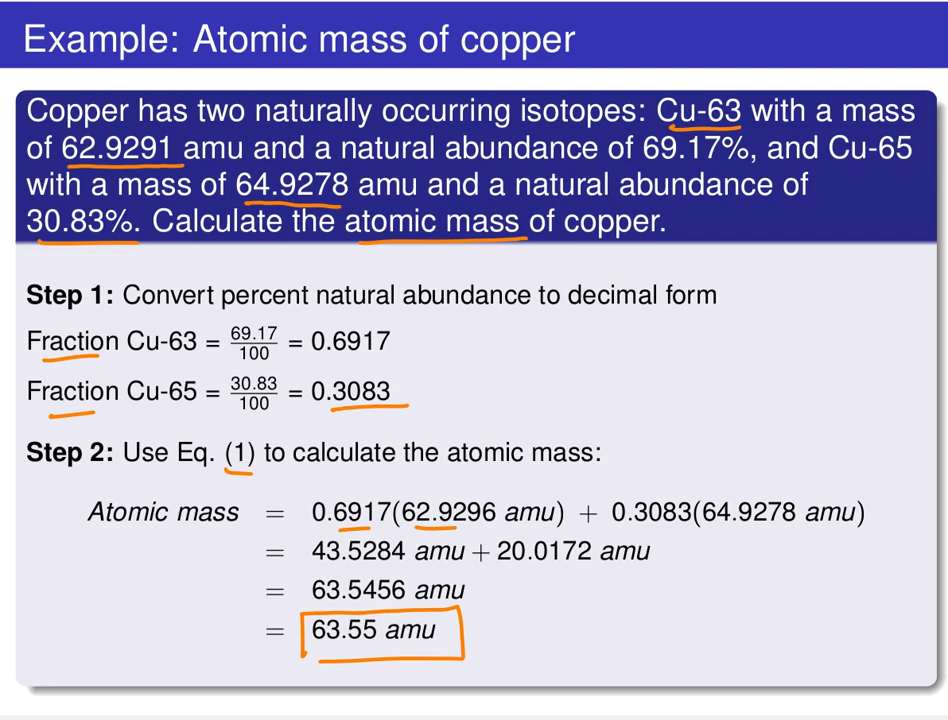 Example: Atomic mass of copper
Copper has two naturally occurring isotopes: Cu-63 with a mass
of 62.9291 amu and a natural abundance of 69.17%, and Cu-65
with a mass of 64.9278 amu and a natural abundance of
30.83%. Calculate the atomic mass of copper.
Step 1: Convert percent natural abundance to decimal form
Fraction Cu-63 = 69.17/100 = 0.6917
Fraction Cu-65 = 30.83/100 = 0.3083
Step 2: Use Eq. (1) to calculate the atomic mass:
Atomic mass = 0.6917(62.9296 amu) + 0.3083(64.9278 amu)
= 43.5284 amu + 20.0172 amu
= 63.5456 amu
= 63.55 amu